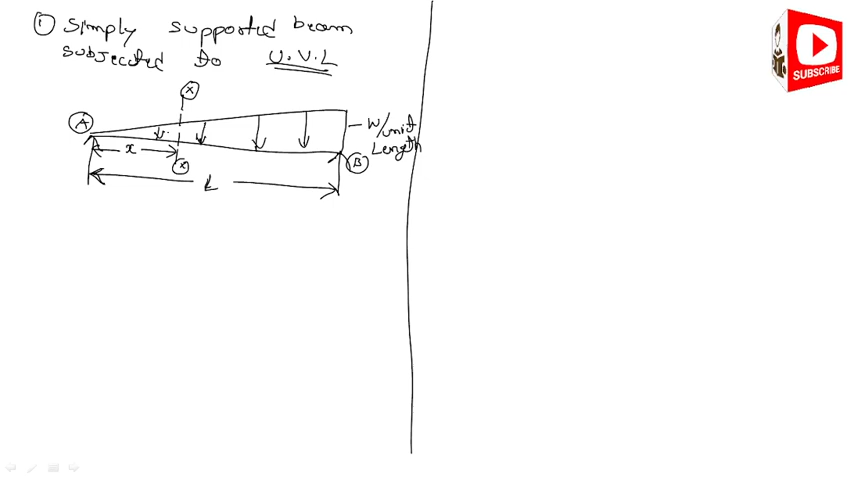 ① Simply supported beam
subjected to U.V.L
X
A
W/unit
Length
x
X
B
L
SUBSCRIBE